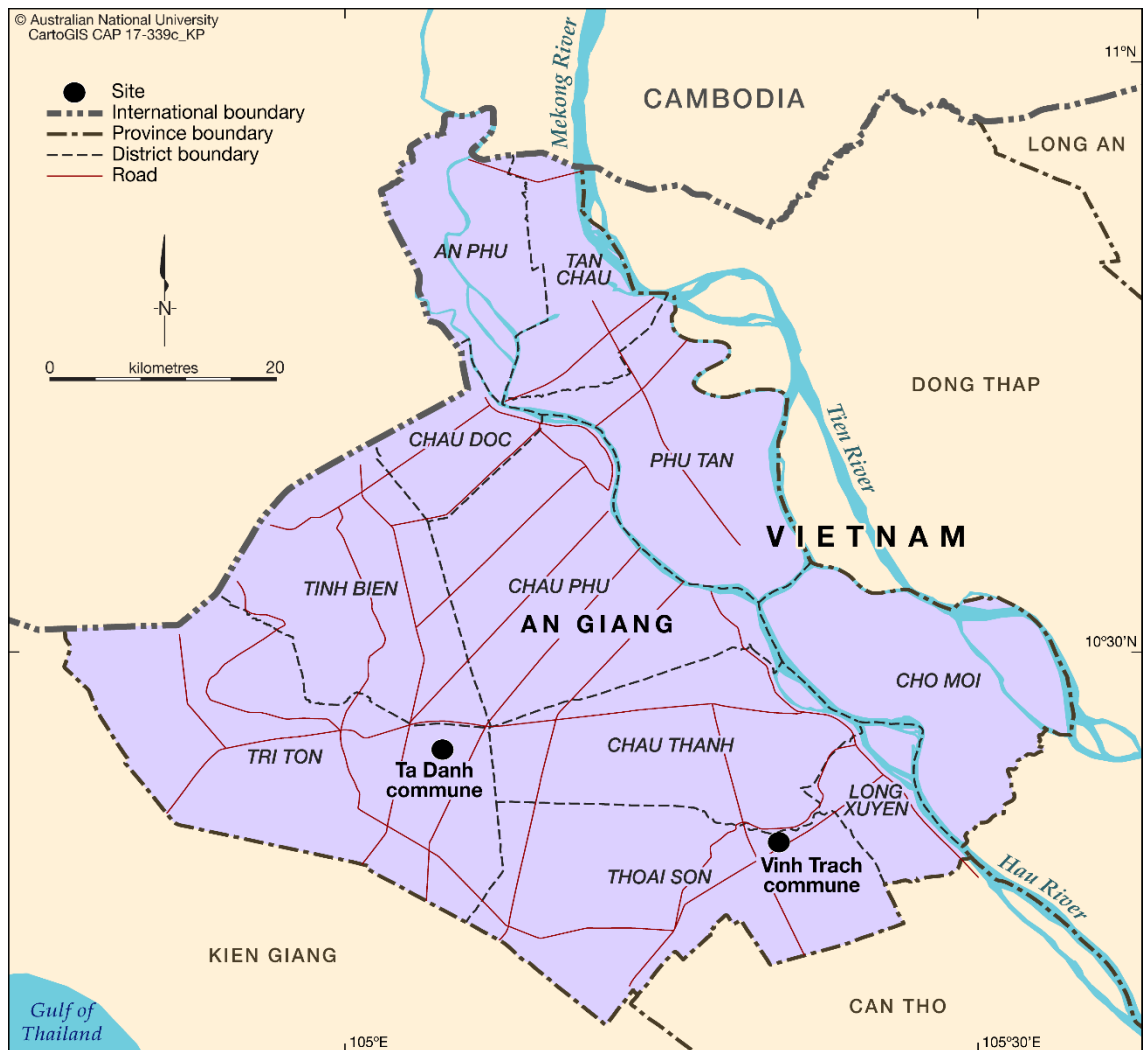 © Australian National University
CartoGIS CAP 17-339c_KP
Site
International boundary
Province boundary
District boundary
Road
N
0 kilometres 20
Mekong River
CAMBODIA
11°N
LONG AN
AN PHU
TAN
CHAU
DONG THAP
CHAU DOC
PHU TAN
Tien River
VIETNAM
TINH BIEN
CHAU PHU
AN GIANG
10°30'N
CHO MOI
TRI TON
CHAU THANH
Ta Danh
commune
LONG
XUYEN
Vinh Trach
commune
THOAI SON
Hau River
KIEN GIANG
CAN THO
Gulf of
Thailand
105°E
105°30'E